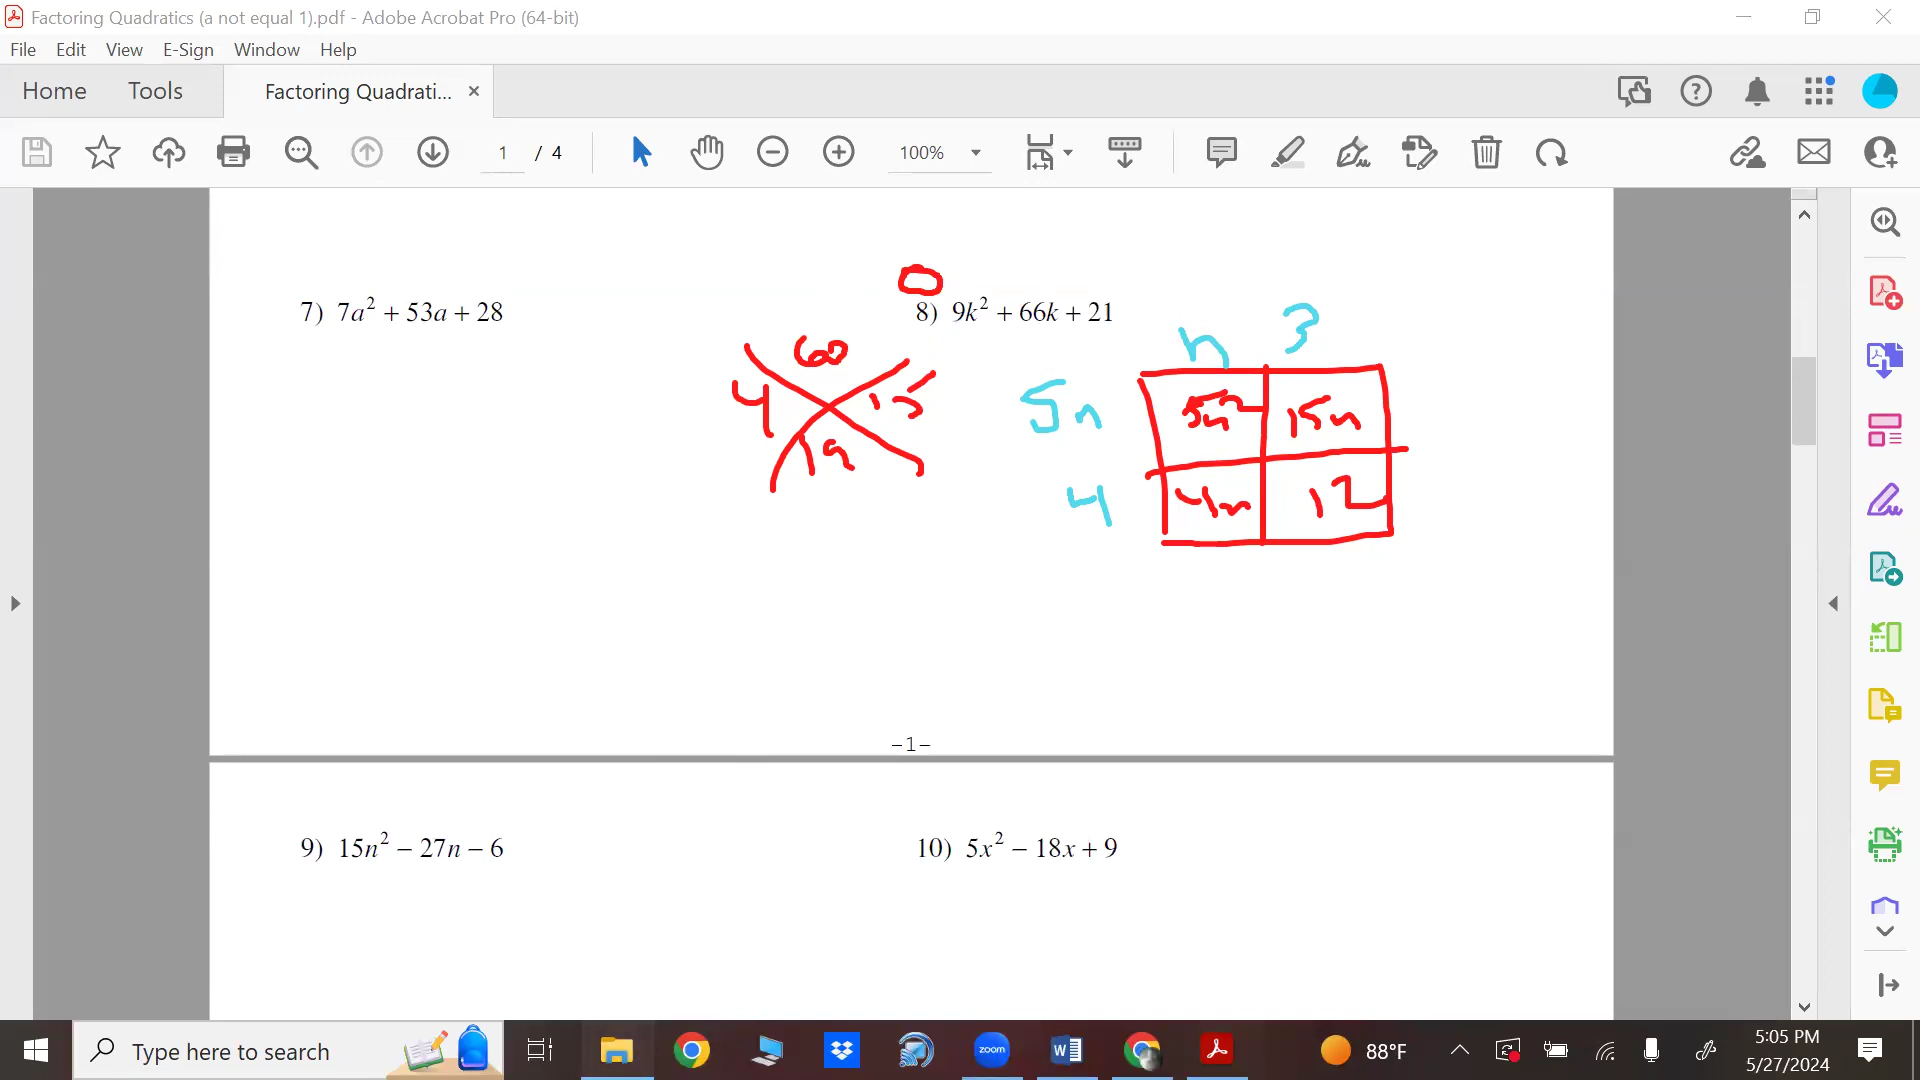 Factoring Quadratics (a not equal 1).pdf - Adobe Acrobat Pro (64-bit)
File Edit View E-Sign Window Help
Home Tools Factoring Quadrati... ×
1 / 4 100%
7) 7a² + 53a + 28
8) 9k² + 66k + 21
60
4 15
19
n 3
5n 5n² 15n
4 4n 12
-1-
9) 15n² − 27n − 6
10) 5x² − 18x + 9
Type here to search
zoom
88°F
5:05 PM
5/27/2024